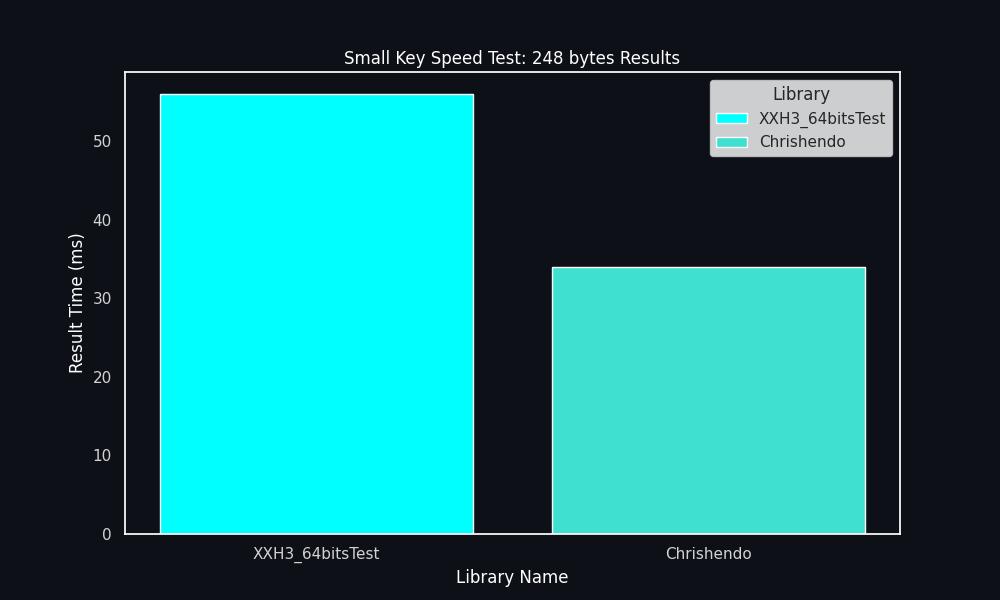 Small Key Speed Test: 248 bytes Results
Library
XXH3_64bitsTest
Chrishendo
Result Time (ms)
50
40
30
20
10
0
XXH3_64bitsTest
Chrishendo
Library Name